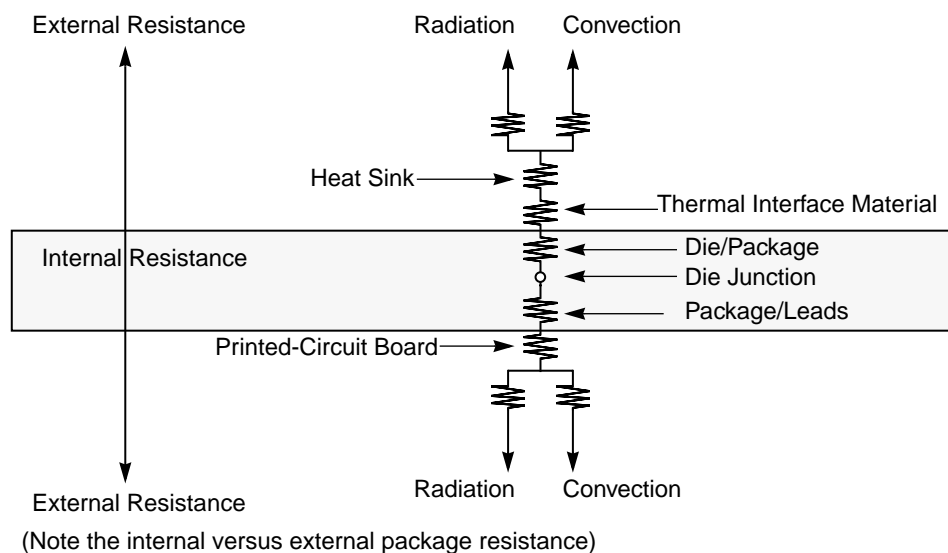 External Resistance
Radiation
Convection
Heat Sink
Thermal Interface Material
Internal Resistance
Die/Package
Die Junction
Package/Leads
Printed-Circuit Board
Radiation
Convection
External Resistance
(Note the internal versus external package resistance)